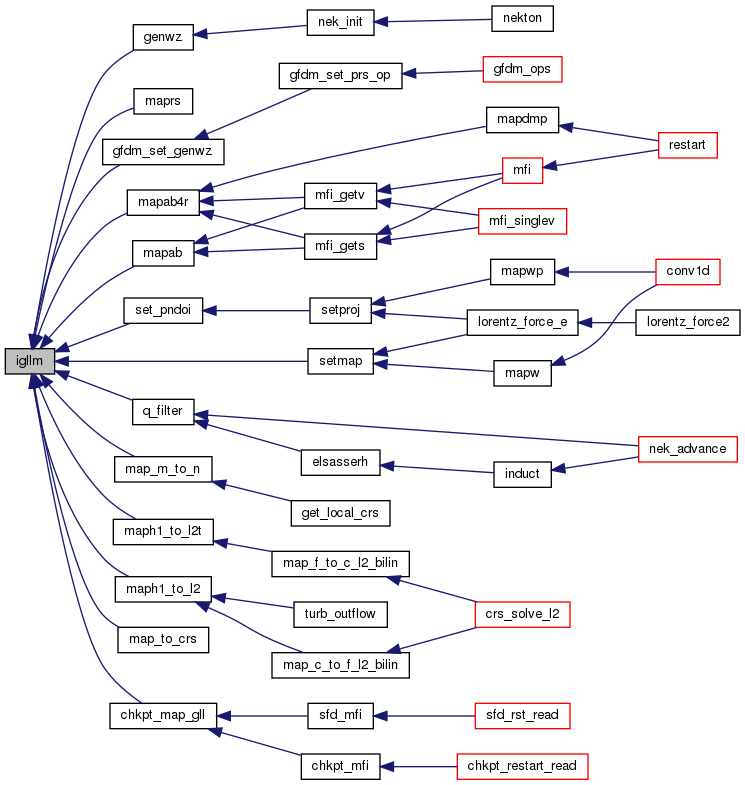 genwz
nek_init
nekton
maprs
gfdm_set_prs_op
gfdm_ops
gfdm_set_genwz
mapdmp
restart
mapab4r
mfi_getv
mfi
mfi_singlev
mapab
mfi_gets
set_pndoi
setproj
mapwp
conv1d
lorentz_force_e
lorentz_force2
igllm
setmap
mapw
q_filter
nek_advance
elsasserh
induct
map_m_to_n
get_local_crs
maph1_to_l2t
map_f_to_c_l2_bilin
maph1_to_l2
turb_outflow
crs_solve_l2
map_to_crs
map_c_to_f_l2_bilin
chkpt_map_gll
sfd_mfi
sfd_rst_read
chkpt_mfi
chkpt_restart_read